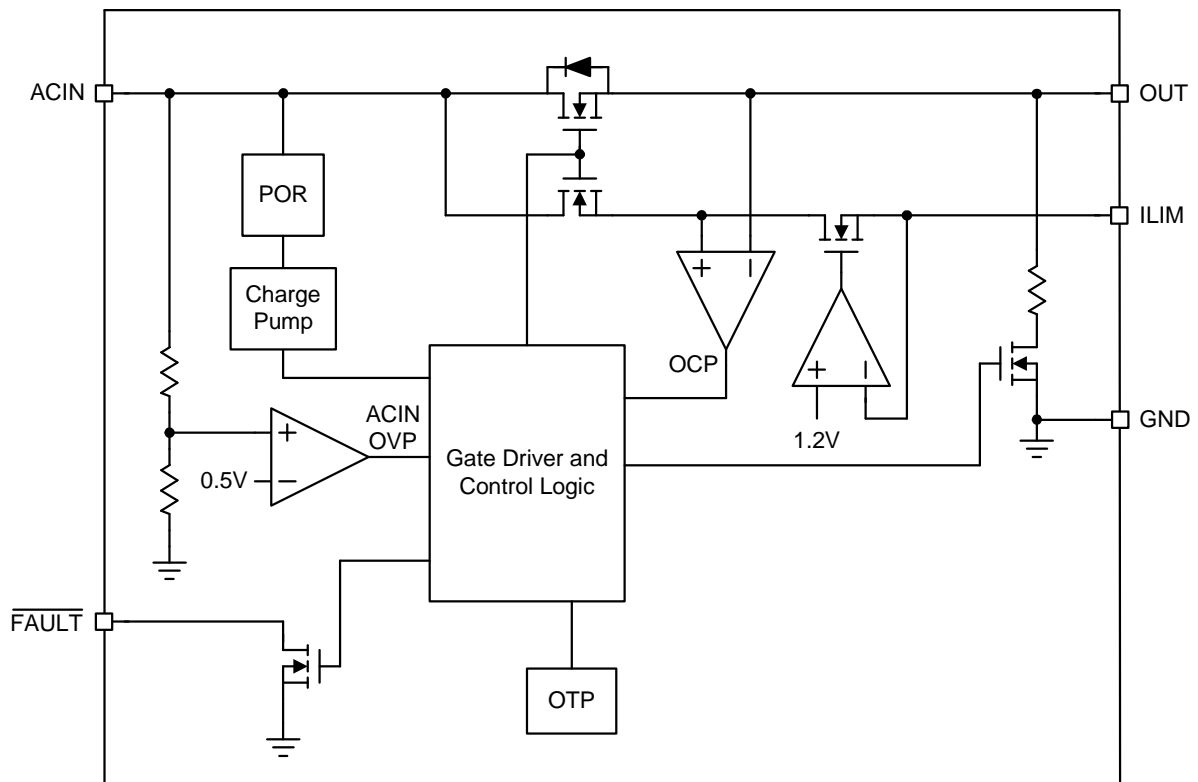 ACIN
OUT
POR
ILIM
Charge
Pump
+
−
OCP
+
−
ACIN
OVP
1.2V
GND
+
0.5V
−
Gate Driver and
Control Logic
FAULT
OTP